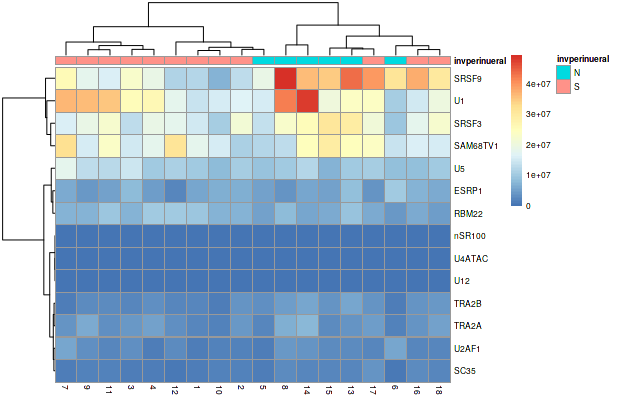 invperinueral
SRSF9
U1
SRSF3
SAM68TV1
U5
ESRP1
RBM22
nSR100
U4ATAC
U12
TRA2B
TRA2A
U2AF1
SC35
7 9 11 3 4 12 1 10 2 5 8 14 15 13 17 6 16 18
4e+07
3e+07
2e+07
1e+07
0
invperinueral
N
S